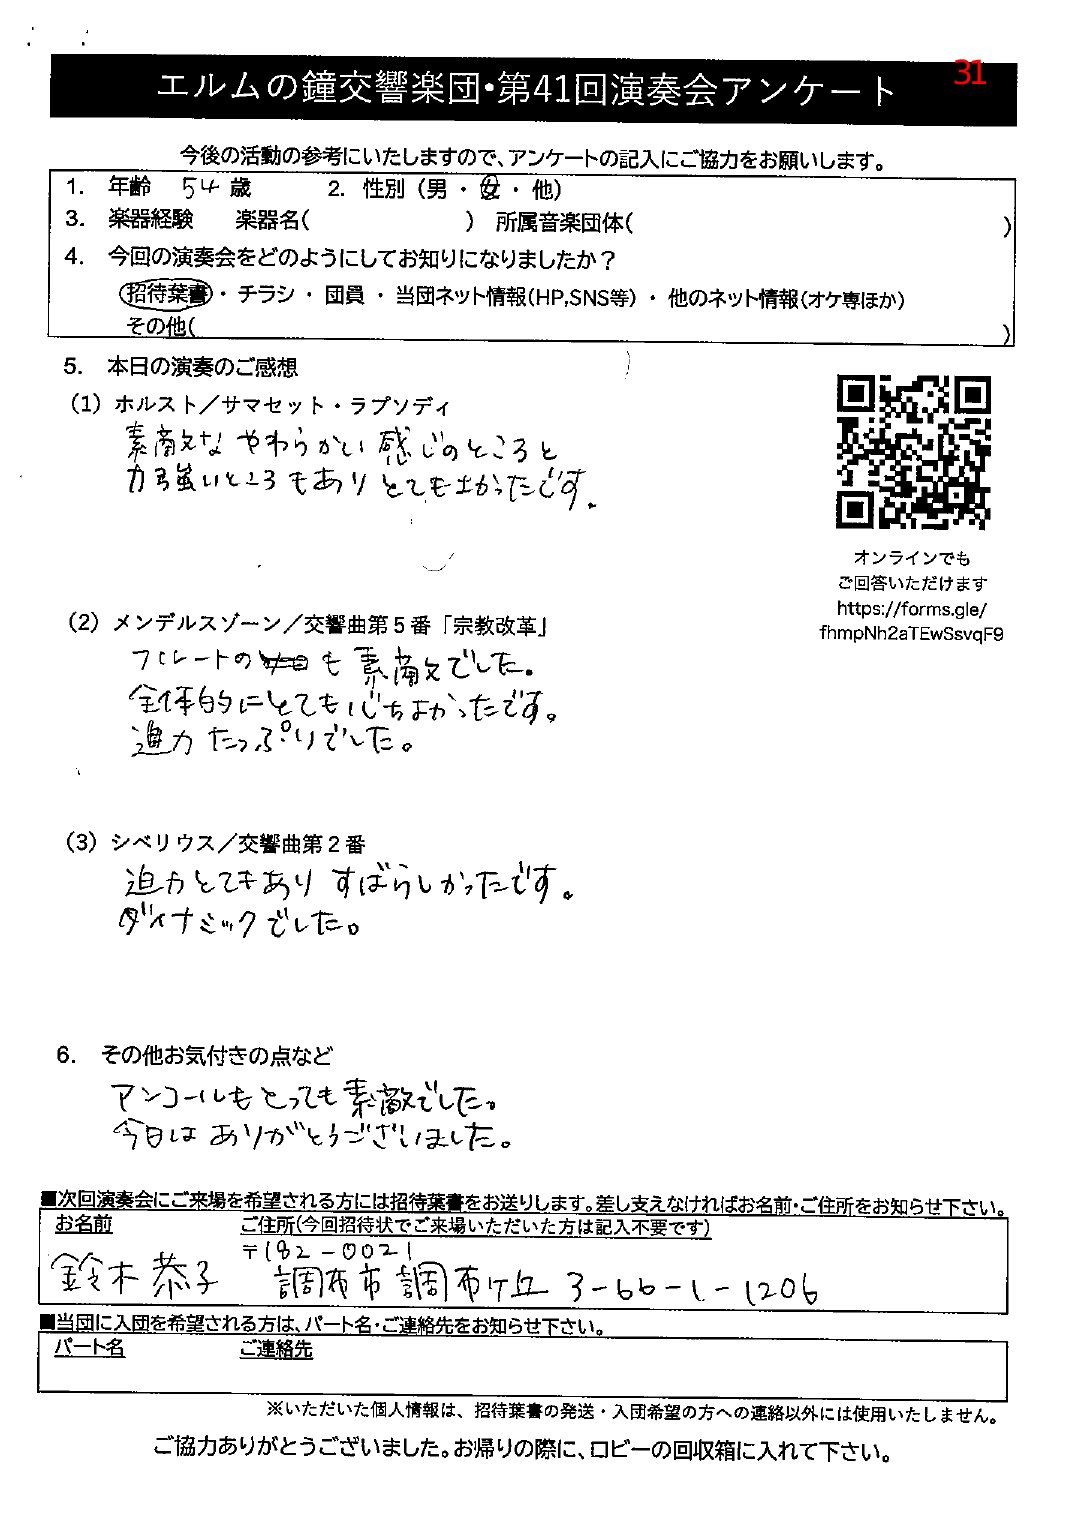 31
エルムの鐘交響楽団・第41回演奏会アンケート
今後の活動の参考にいたしますので、アンケートの記入にご協力をお願いします。
1. 年齢 54 歳 2. 性別（男・女・他）
3. 楽器経験 楽器名( ) 所属音楽団体( )
4. 今回の演奏会をどのようにしてお知りになりましたか？
招待葉書・チラシ・団員・当団ネット情報(HP,SNS等)・他のネット情報(オケ専ほか)
その他( )
5. 本日の演奏のご感想
(1) ホルスト／サマセット・ラプソディ
素敵な やわらかい 感じのところと
力強いところもあり とてもよかったです.
オンラインでも
ご回答いただけます
https://forms.gle/
fhmpNh2aTEwSsvqF9
(2) メンデルスゾーン／交響曲第5番「宗教改革」
フルートの も 素敵でした。
全体的にとても心ちよかったです。
迫力 たっぷりでした。
(3) シベリウス／交響曲第2番
迫力とてもあり すばらしかったです。
ダイナミックでした。
6. その他お気付きの点など
アンコールもとっても素敵でした。
今日は ありがとうございました。
■次回演奏会にご来場を希望される方には招待葉書をお送りします。差し支えなければお名前・ご住所をお知らせ下さい。
お名前 ご住所(今回招待状でご来場いただいた方は記入不要です)
〒182-0021
鈴木 恭子 調布市 調布ケ丘 3-66-1-1206
■当団に入団を希望される方は、パート名・ご連絡先をお知らせ下さい。
パート名 ご連絡先
※いただいた個人情報は、招待葉書の発送・入団希望の方への連絡以外には使用いたしません。
ご協力ありがとうございました。お帰りの際に、ロビーの回収箱に入れて下さい。